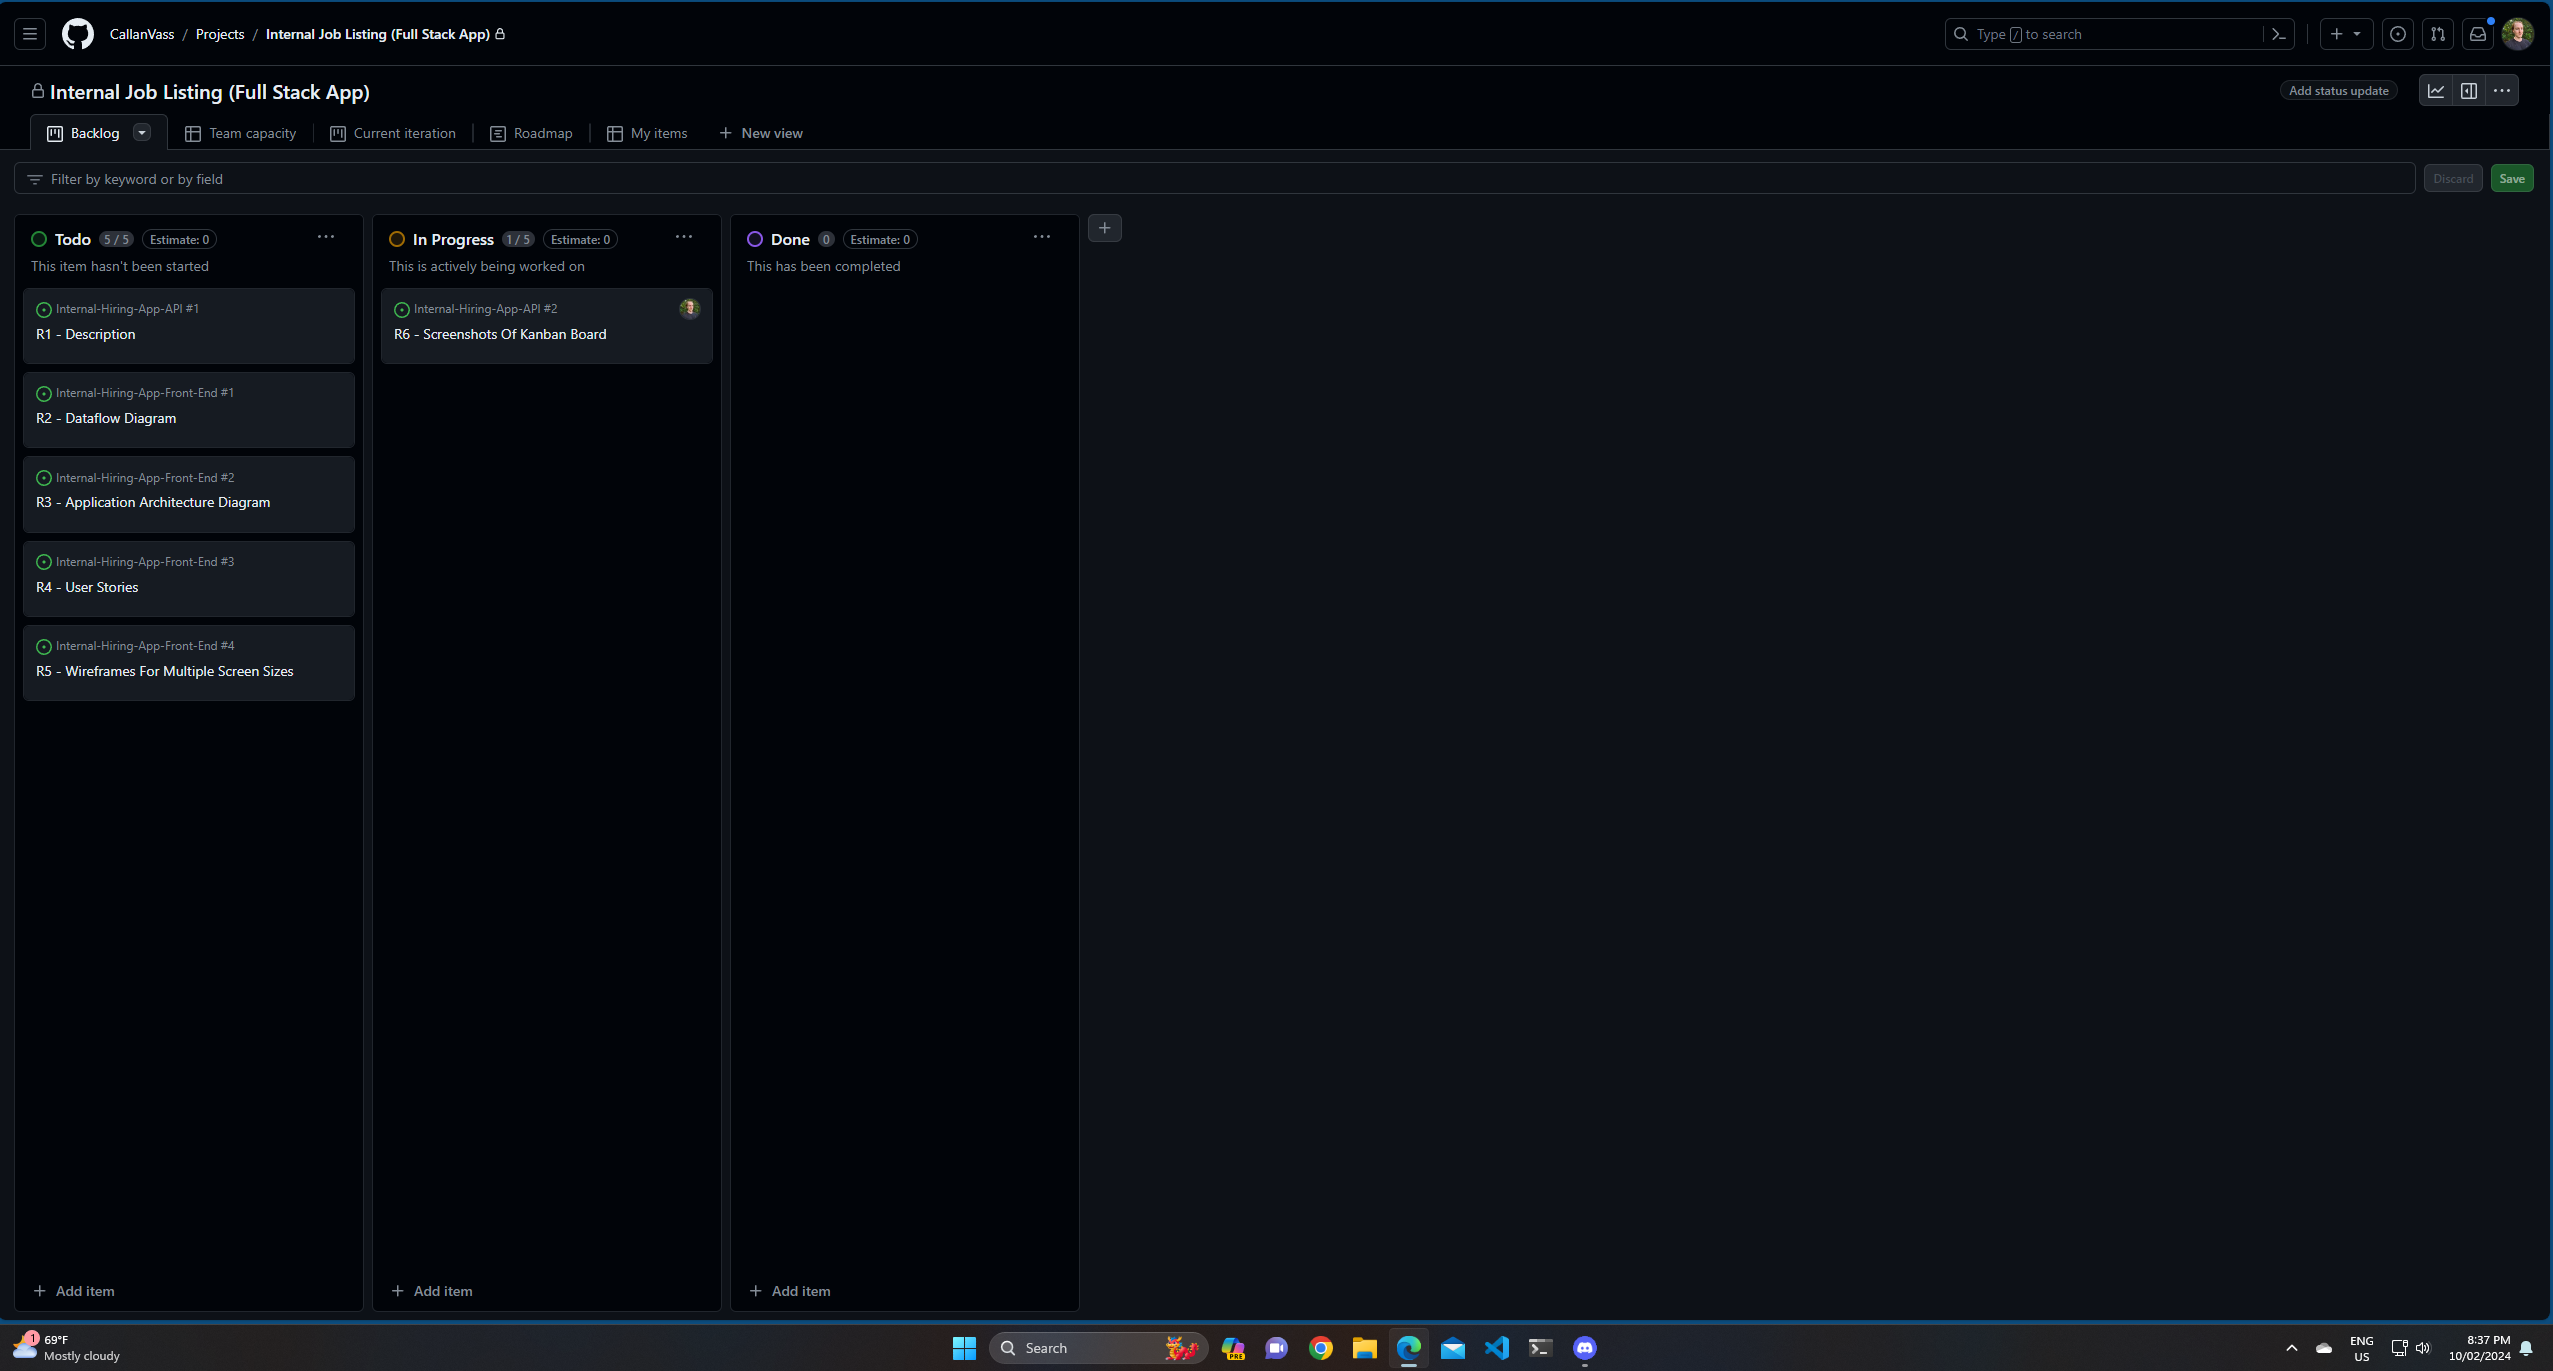 CallanVass / Projects / Internal Job Listing (Full Stack App)
Type / to search
Internal Job Listing (Full Stack App)
Add status update
Backlog
Team capacity
Current iteration
Roadmap
My items
New view
Filter by keyword or by field
Discard
Save
Todo 5 / 5 Estimate: 0
This item hasn't been started
Internal-Hiring-App-API #1
R1 - Description
Internal-Hiring-App-Front-End #1
R2 - Dataflow Diagram
Internal-Hiring-App-Front-End #2
R3 - Application Architecture Diagram
Internal-Hiring-App-Front-End #3
R4 - User Stories
Internal-Hiring-App-Front-End #4
R5 - Wireframes For Multiple Screen Sizes
Add item
In Progress 1 / 5 Estimate: 0
This is actively being worked on
Internal-Hiring-App-API #2
R6 - Screenshots Of Kanban Board
Add item
Done 0 Estimate: 0
This has been completed
Add item
1
69°F
Mostly cloudy
Search
PRE
ENG
US
8:37 PM
10/02/2024